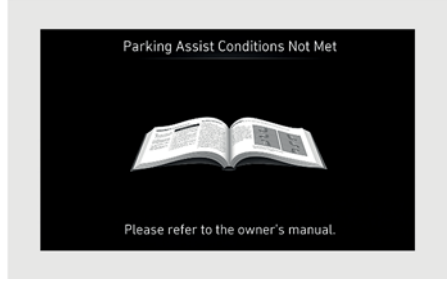 Parking Assist Conditions Not Met
Please refer to the owner's manual.